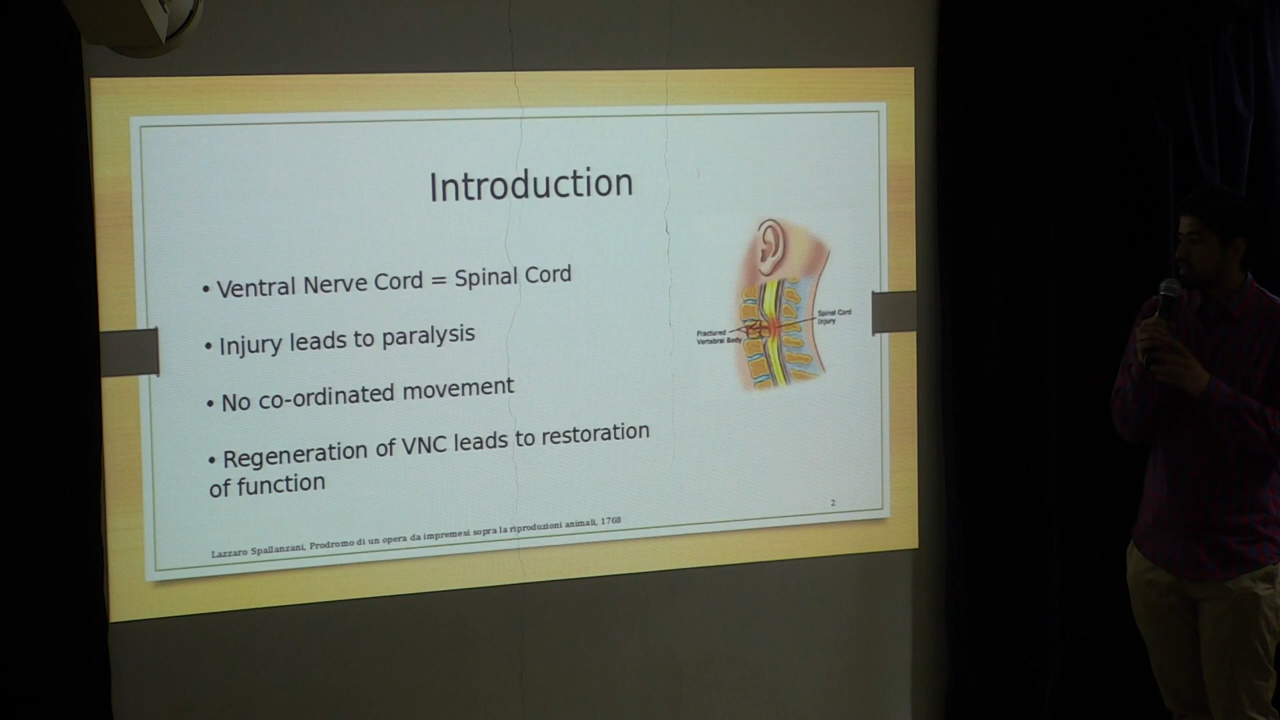 Introduction
• Ventral Nerve Cord = Spinal Cord
• Injury leads to paralysis
• No co-ordinated movement
• Regeneration of VNC leads to restoration
of function
Fractured
Vertebral Body
Spinal Cord
Injury
2
Lazzaro Spallanzani, Prodromo di un opera da impremesi sopra la riproduzioni animali, 1768